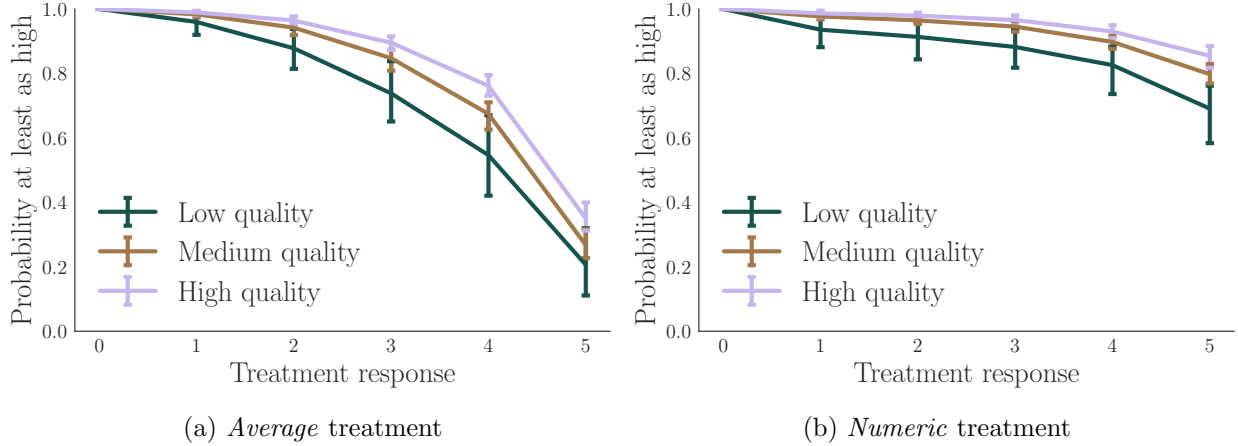 Probability at least as high
1.0
0.8
0.6
0.4
0.2
0.0
Low quality
Medium quality
High quality
0 1 2 3 4 5
Treatment response
(a) Average treatment
Probability at least as high
1.0
0.8
0.6
0.4
0.2
0.0
Low quality
Medium quality
High quality
0 1 2 3 4 5
Treatment response
(b) Numeric treatment